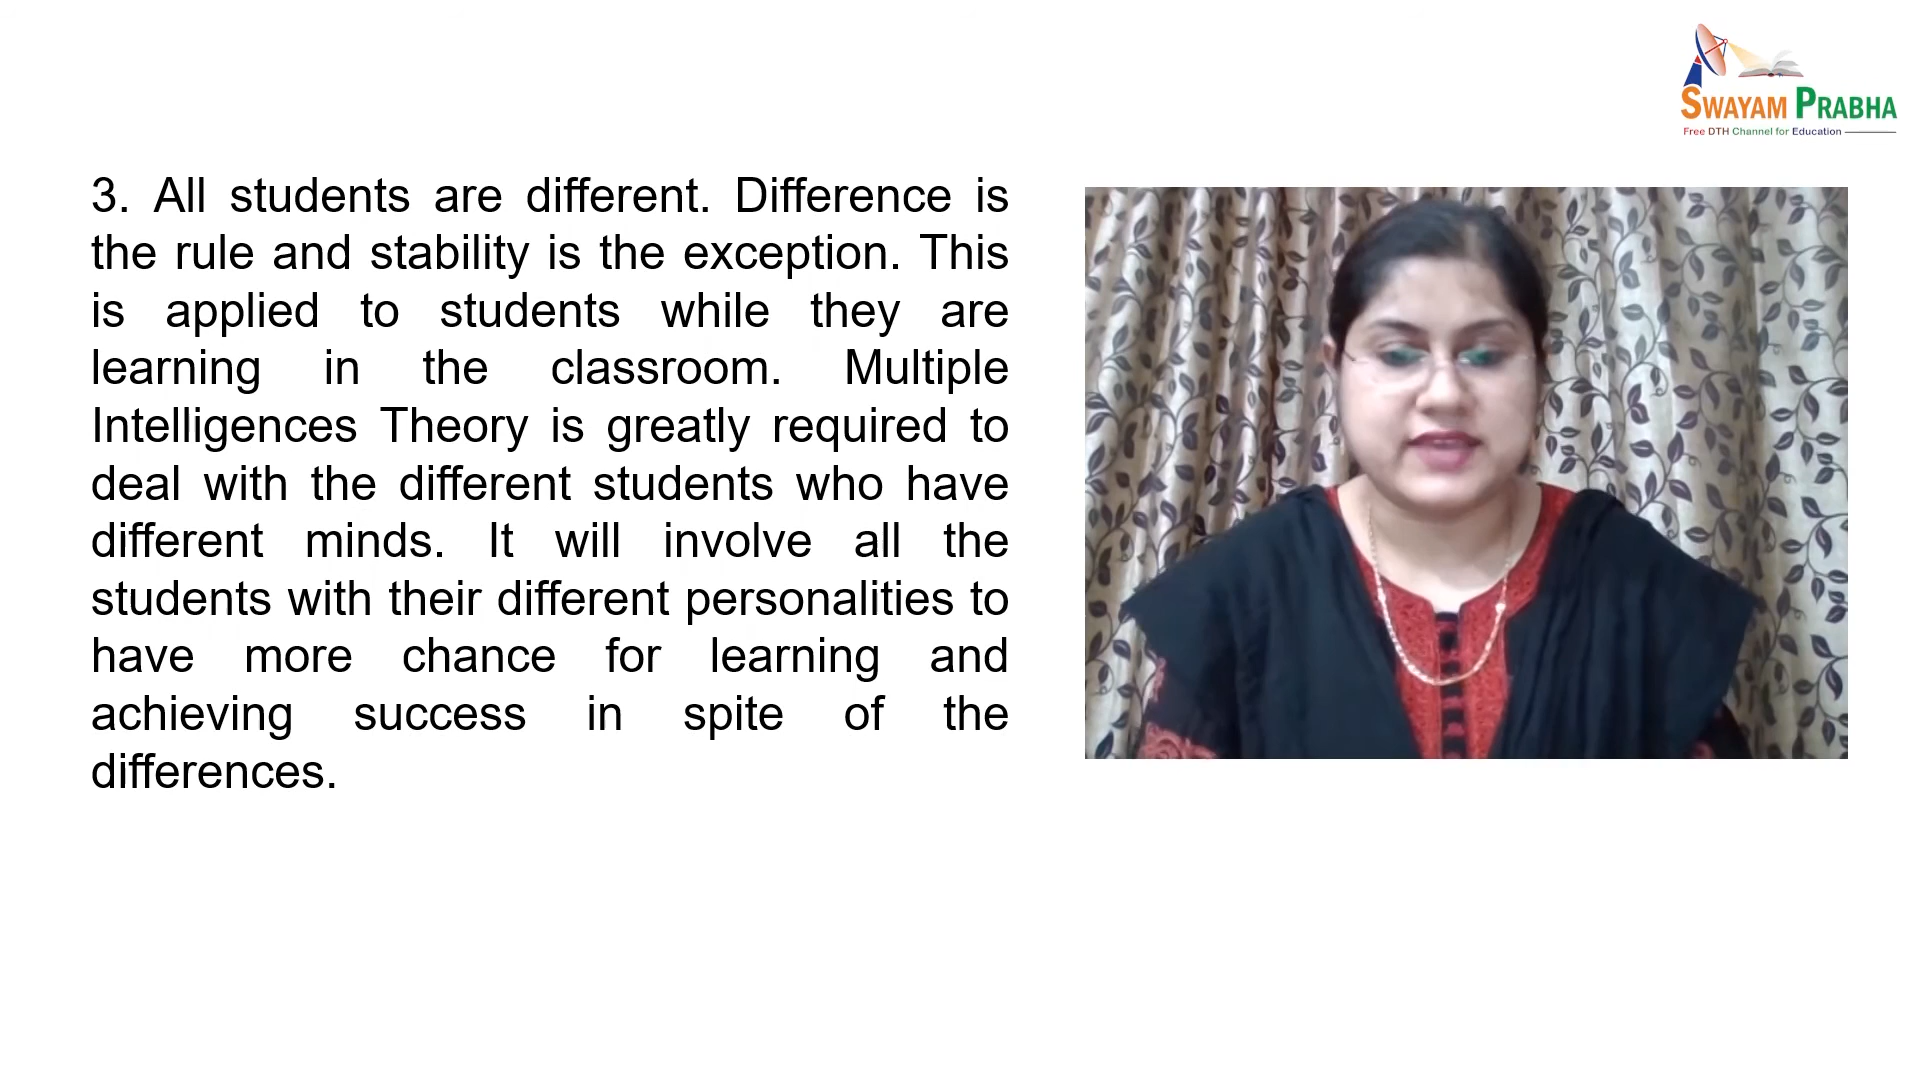 SWAYAM PRABHA
Free DTH Channel for Education
3. All students are different. Difference is
the rule and stability is the exception. This
is applied to students while they are
learning in the classroom. Multiple
Intelligences Theory is greatly required to
deal with the different students who have
different minds. It will involve all the
students with their different personalities to
have more chance for learning and
achieving success in spite of the
differences.